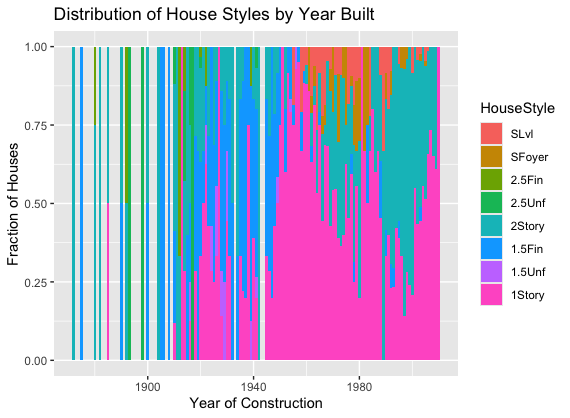 Distribution of House Styles by Year Built
1.00
0.75
0.50
0.25
0.00
Fraction of Houses
1900
1940
1980
Year of Construction
HouseStyle
SLvl
SFoyer
2.5Fin
2.5Unf
2Story
1.5Fin
1.5Unf
1Story